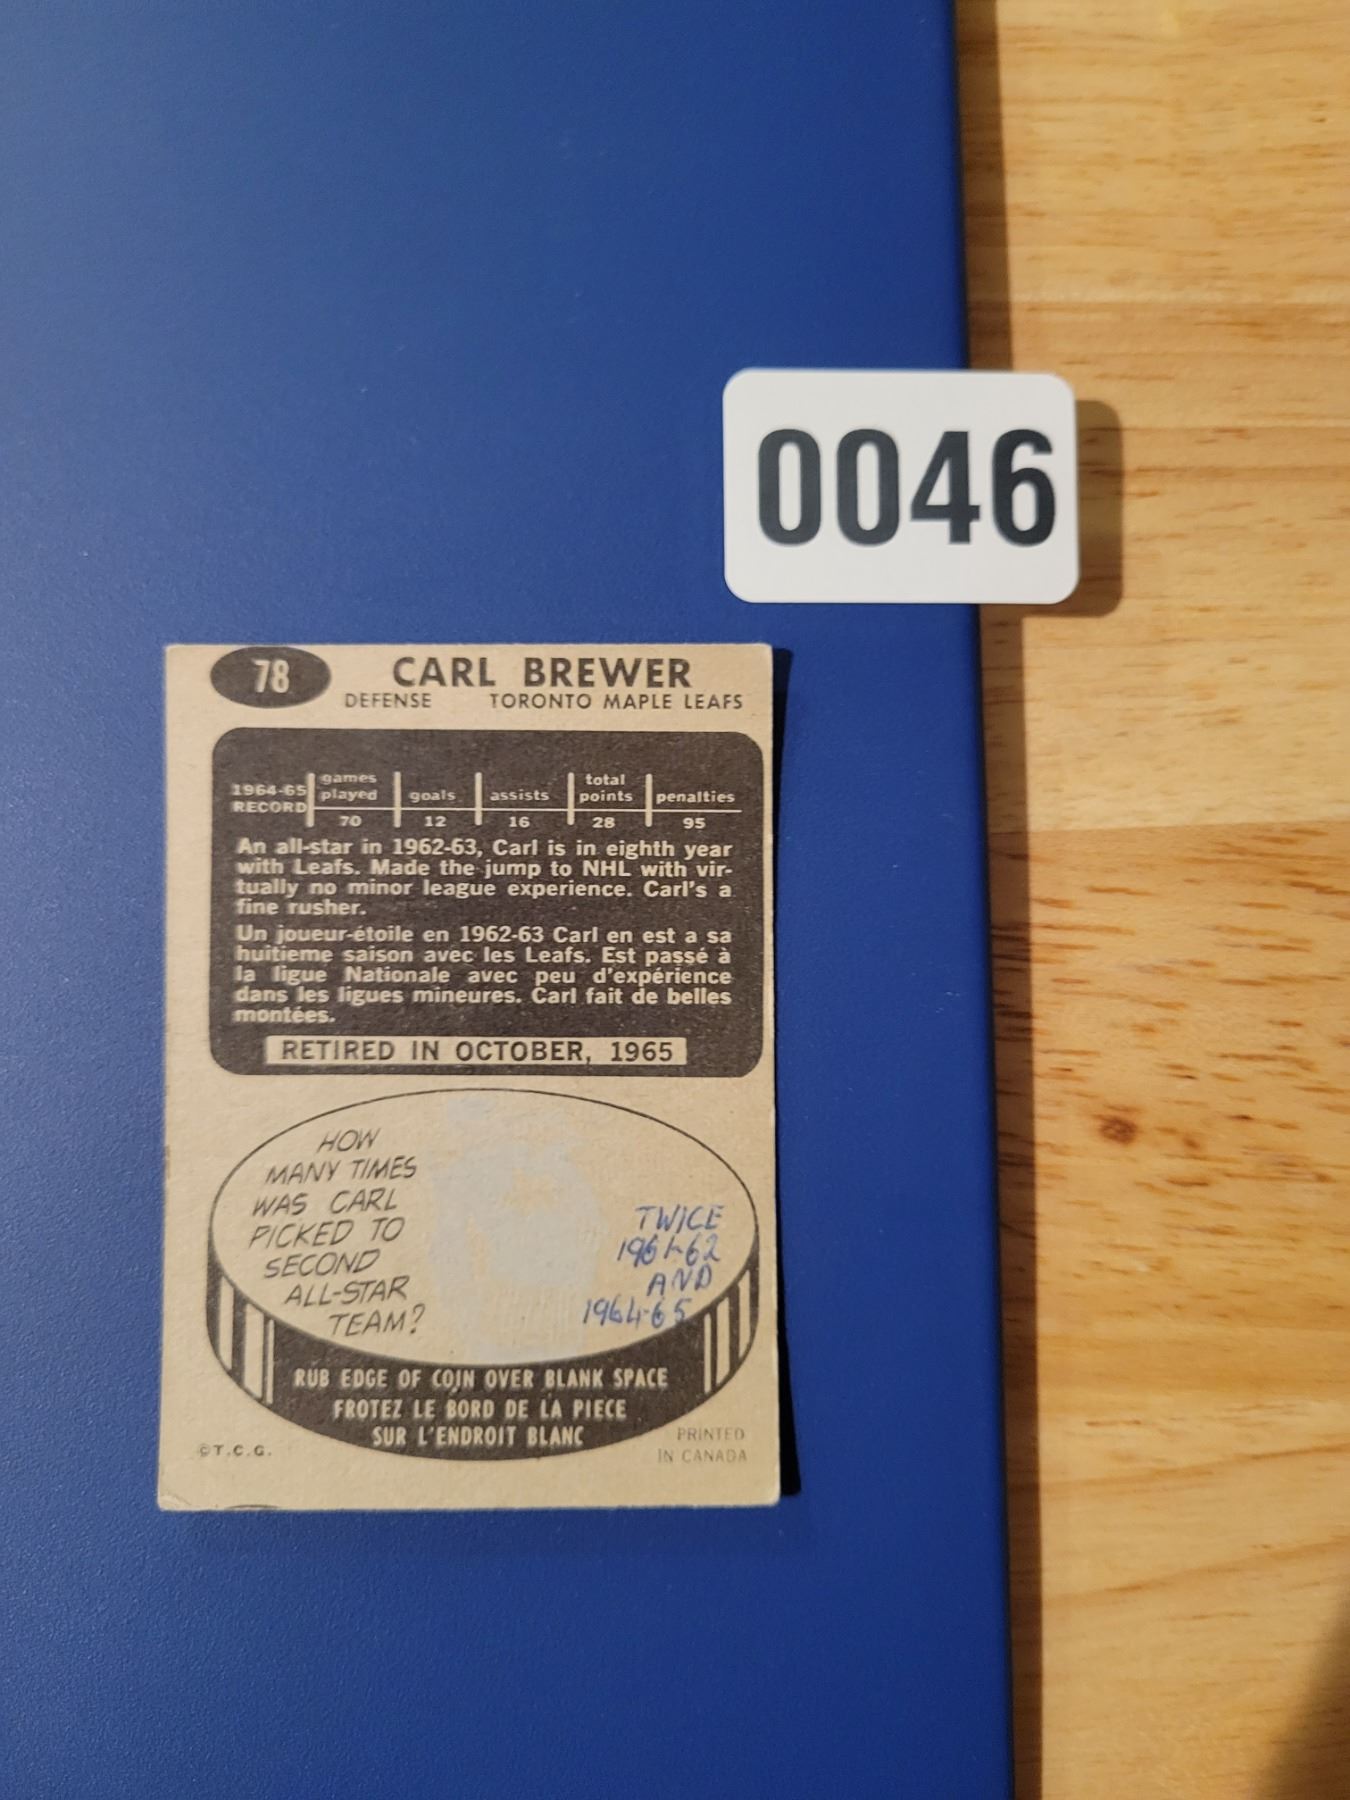 0046
78 CARL BREWER
DEFENSE TORONTO MAPLE LEAFS
1964-65 RECORD games played goals assists total points penalties
70 12 16 28 95
An all-star in 1962-63, Carl is in eighth year
with Leafs. Made the jump to NHL with vir-
tually no minor league experience. Carl's a
fine rusher.
Un joueur-étoile en 1962-63 Carl en est a sa
huitieme saison avec les Leafs. Est passé à
la ligue Nationale avec peu d'expérience
dans les ligues mineures. Carl fait de belles
montées.
RETIRED IN OCTOBER, 1965
HOW
MANY TIMES
WAS CARL
PICKED TO
SECOND
ALL-STAR
TEAM?
TWICE
1961-62
AND
1964-65
RUB EDGE OF COIN OVER BLANK SPACE
FROTEZ LE BORD DE LA PIECE
SUR L'ENDROIT BLANC
©T.C.G.
PRINTED
IN CANADA